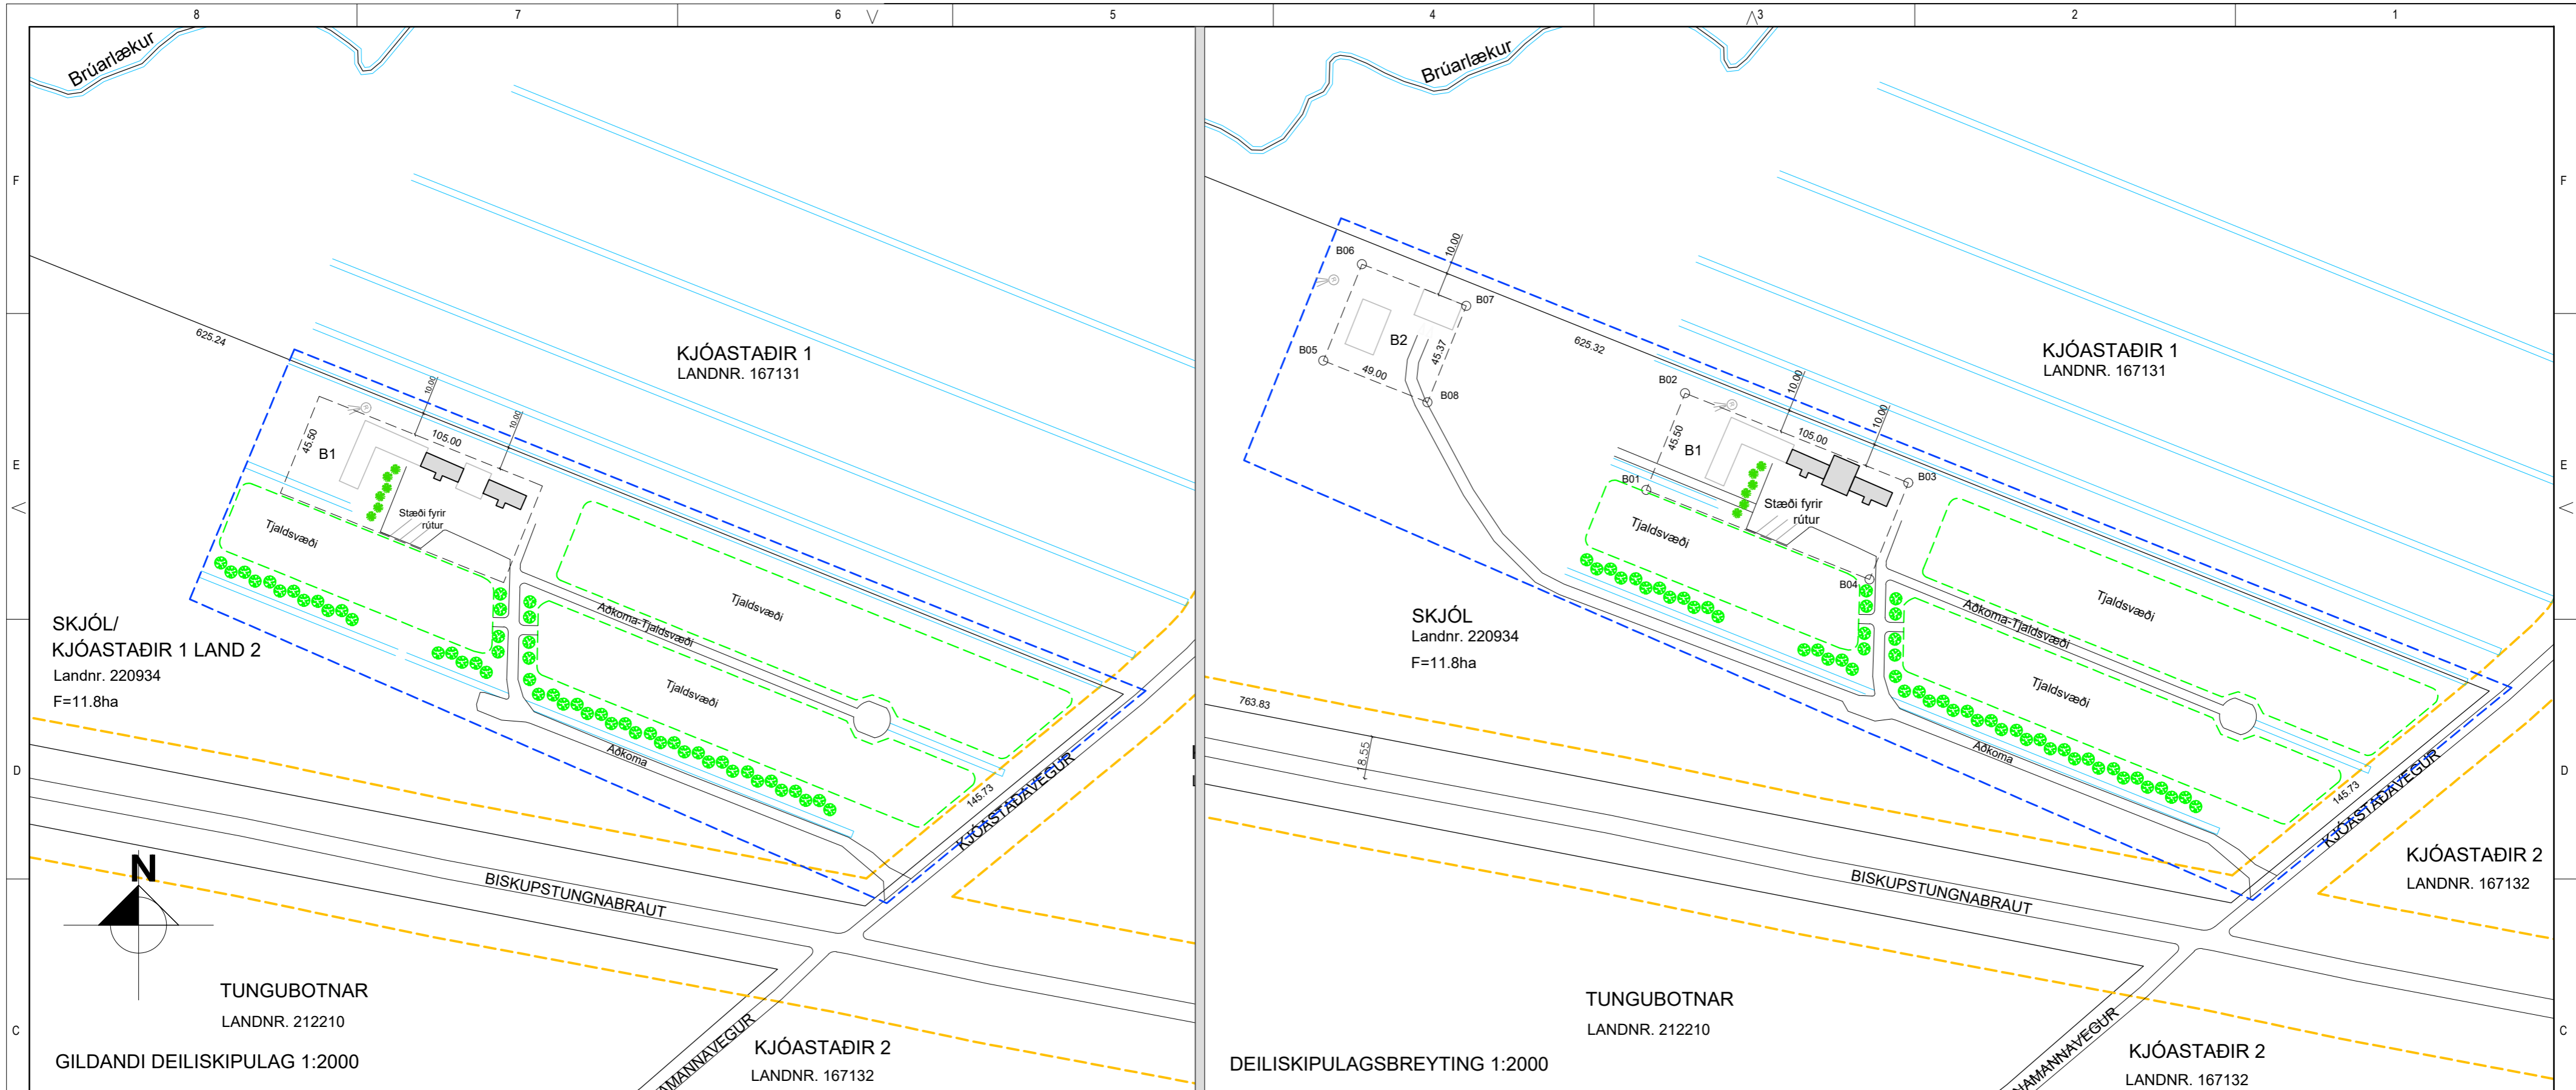 8
7
6
5
4
3
2
1
F
E
D
C
Brúarlækur
625.24
KJÓASTAÐIR 1
LANDNR. 167131
10.00
10.00
105.00
45.50
B1
Stæði fyrir
rútur
Tjaldsvæði
Tjaldsvæði
Aðkoma-Tjaldsvæði
Tjaldsvæði
Aðkoma
145.73
KJÓASTAÐAVEGUR
SKJÓL/
KJÓASTAÐIR 1 LAND 2
Landnr. 220934
F=11.8ha
BISKUPSTUNGNABRAUT
N
TUNGUBOTNAR
LANDNR. 212210
GILDANDI DEILISKIPULAG 1:2000
AMANNAVEGUR
KJÓASTAÐIR 2
LANDNR. 167132
Brúarlækur
B06
10.00
B07
B2
B05
49.00
45.37
B08
625.32
KJÓASTAÐIR 1
LANDNR. 167131
B02
10.00
10.00
105.00
45.50
B1
B03
B01
Stæði fyrir
rútur
Tjaldsvæði
B04
Tjaldsvæði
Aðkoma-Tjaldsvæði
Tjaldsvæði
Aðkoma
145.73
KJÓASTAÐAVEGUR
SKJÓL
Landnr. 220934
F=11.8ha
763.83
18.55
BISKUPSTUNGNABRAUT
KJÓASTAÐIR 2
LANDNR. 167132
TUNGUBOTNAR
LANDNR. 212210
DEILISKIPULAGSBREYTING 1:2000
NAMANNAVEGUR
KJÓASTAÐIR 2
LANDNR. 167132
F
E
D
C